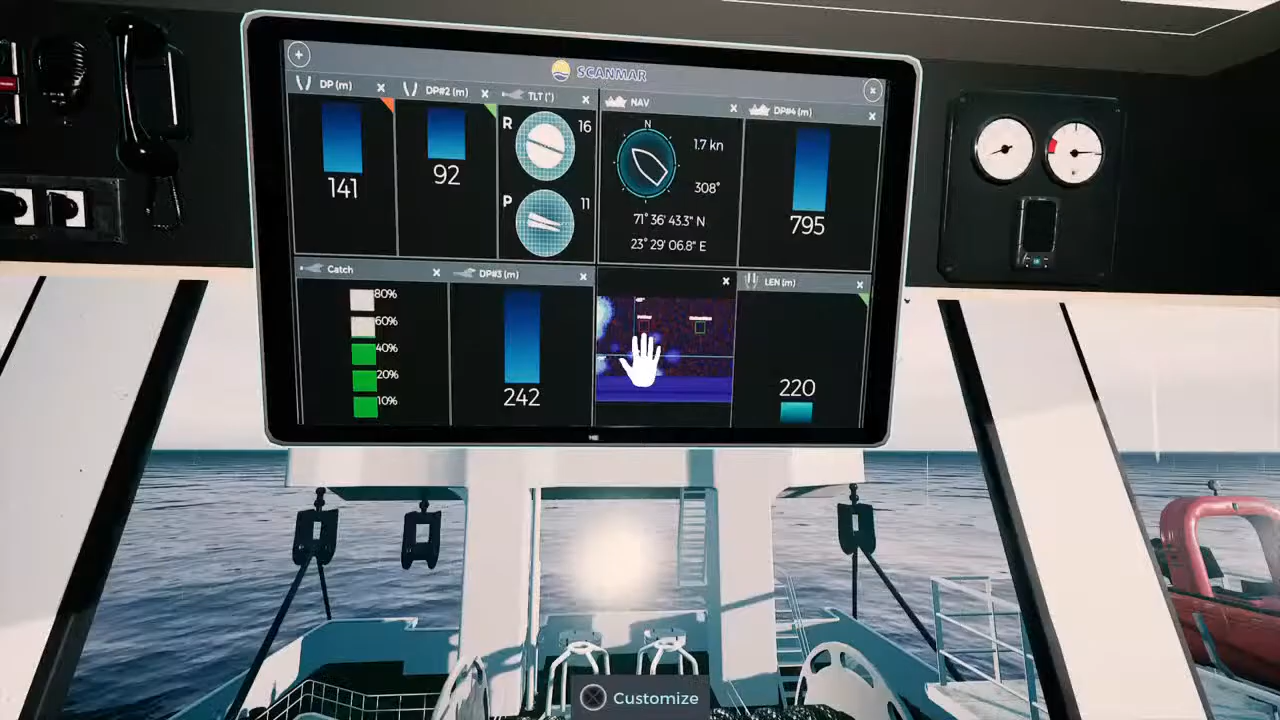 SCANMAR
DP (m)
141
DP#2 (m)
92
TLT (°)
R 16
P 11
NAV
N
1.7 kn
308°
71° 36' 43.3" N
23° 29' 06.8" E
DP#4 (m)
795
Catch
80%
60%
40%
20%
10%
DP#3 (m)
242
LEN (m)
220
Customize